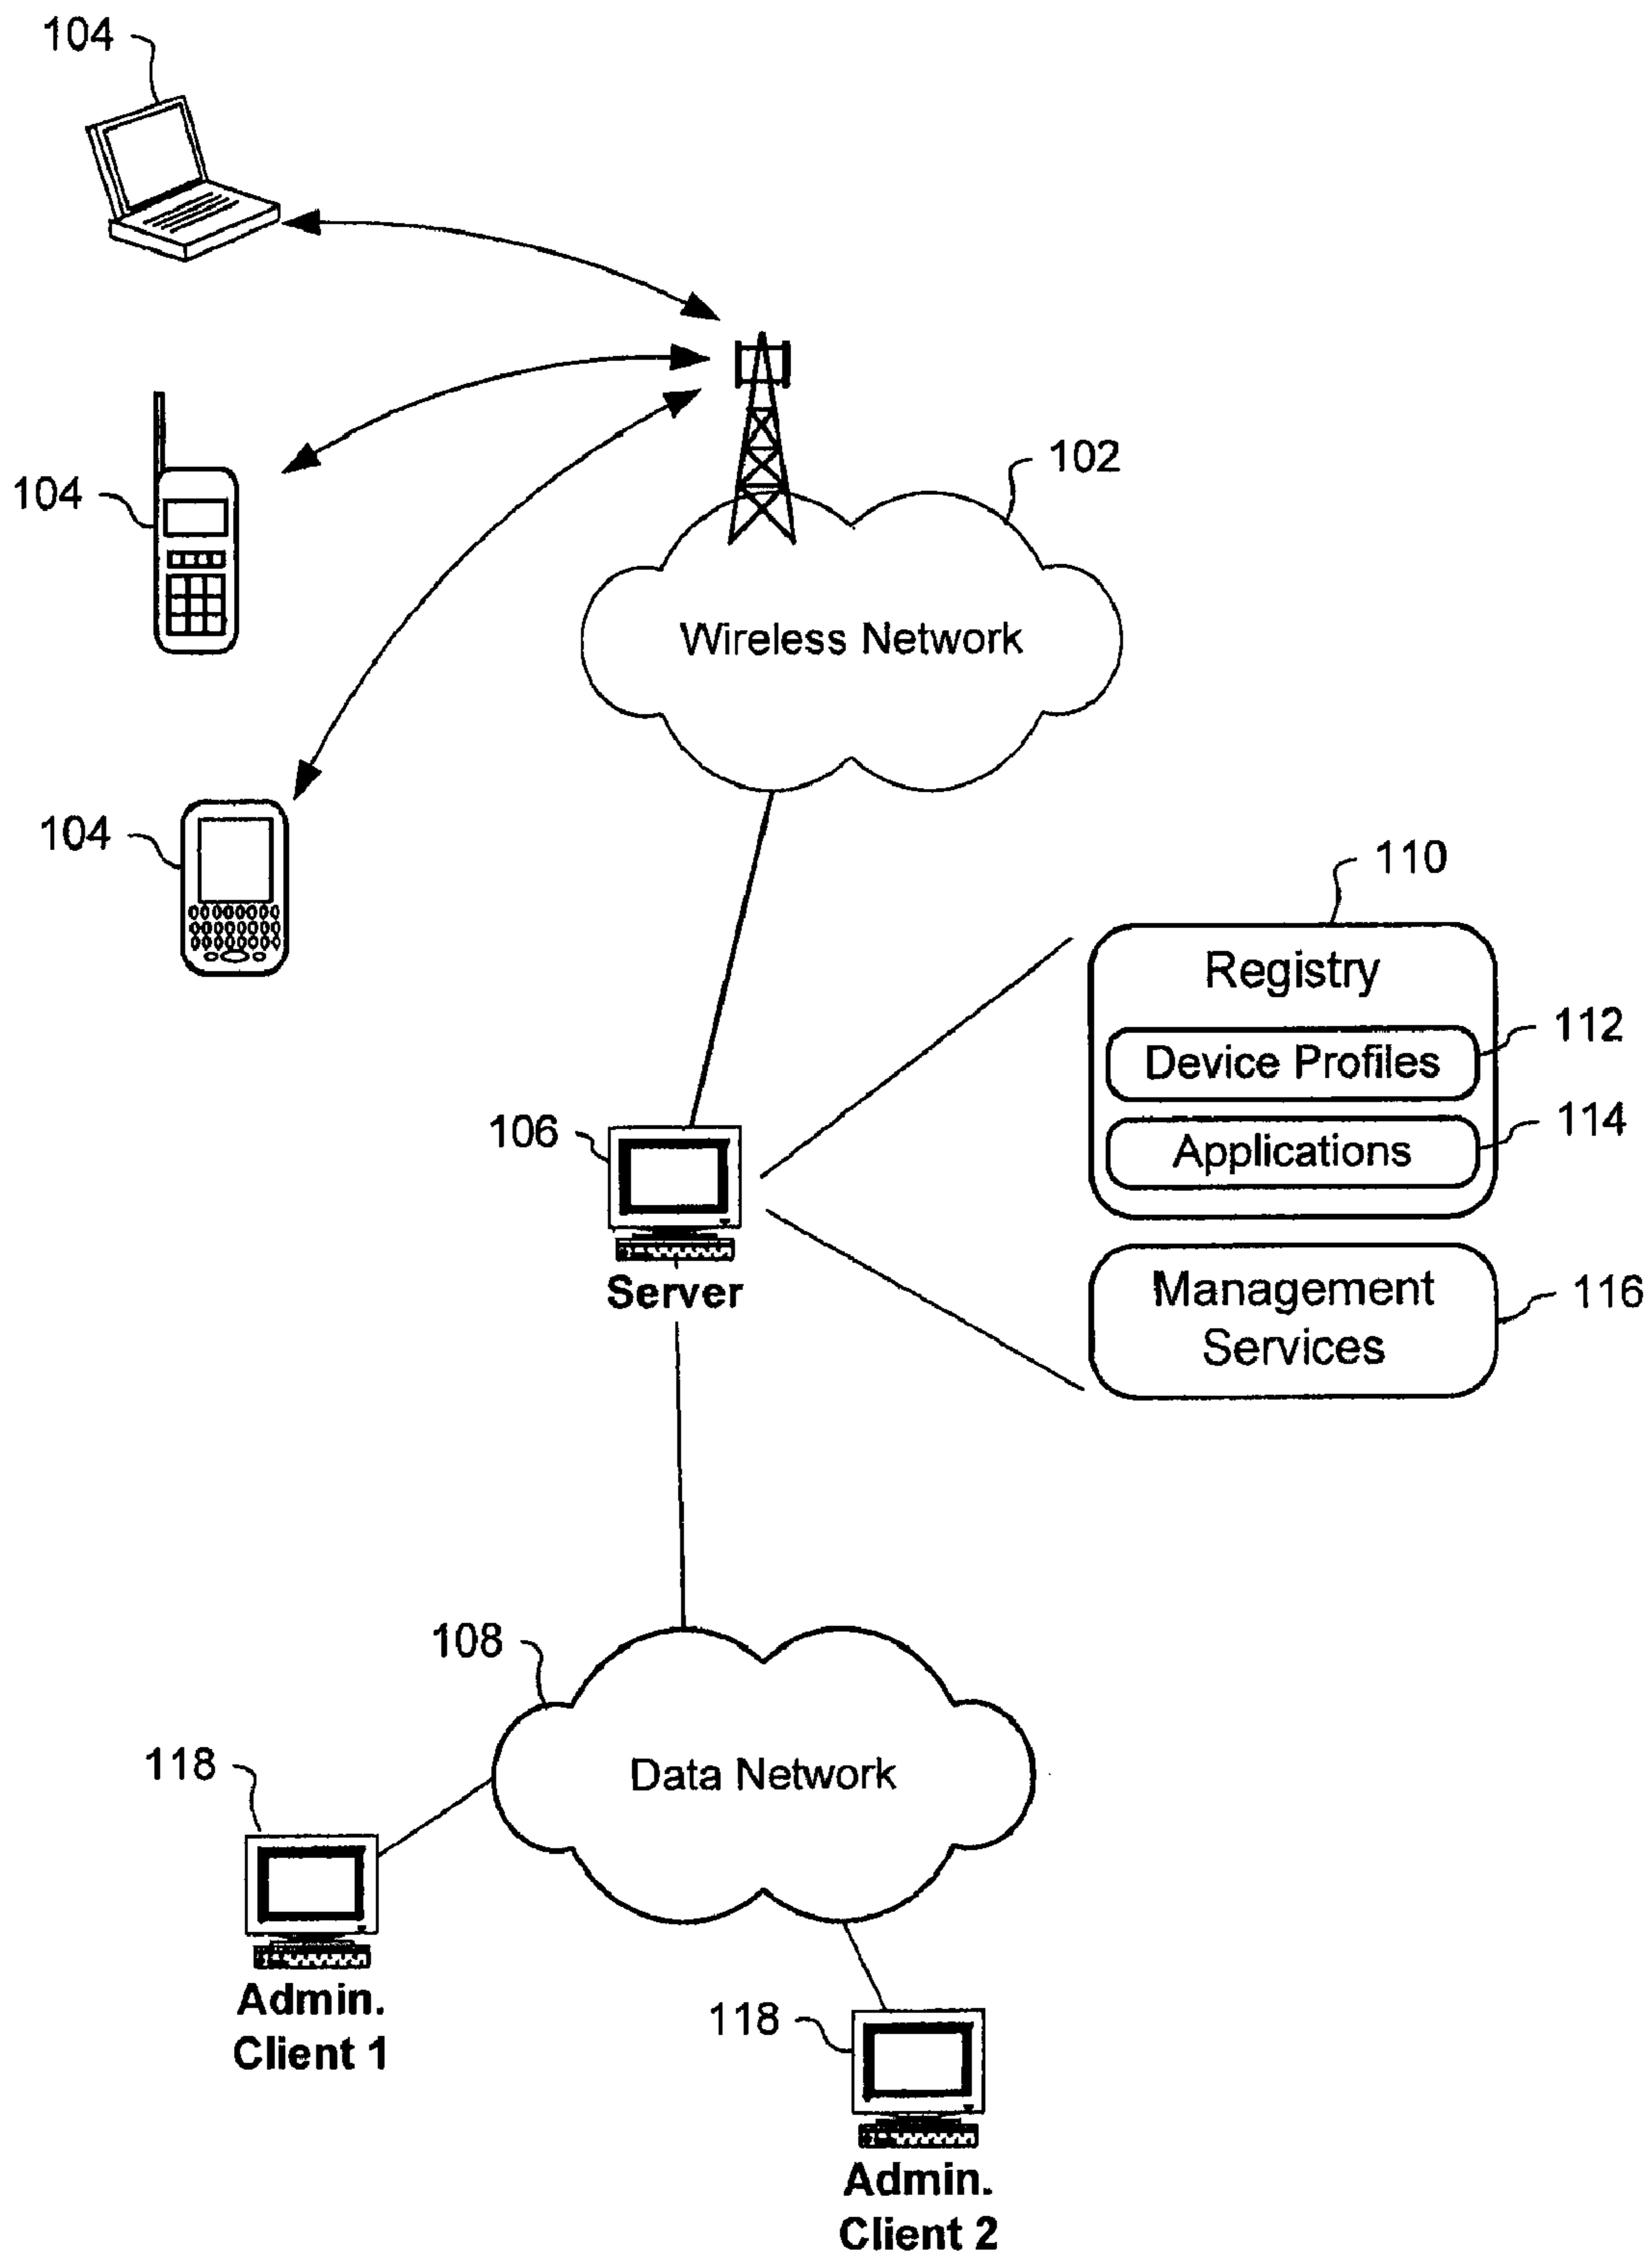 104
104
102
Wireless Network
104
110
Registry
112
Device Profiles
114
Applications
106
Server
Management
Services
116
108
Data Network
118
Admin.
Client 1
118
Admin.
Client 2